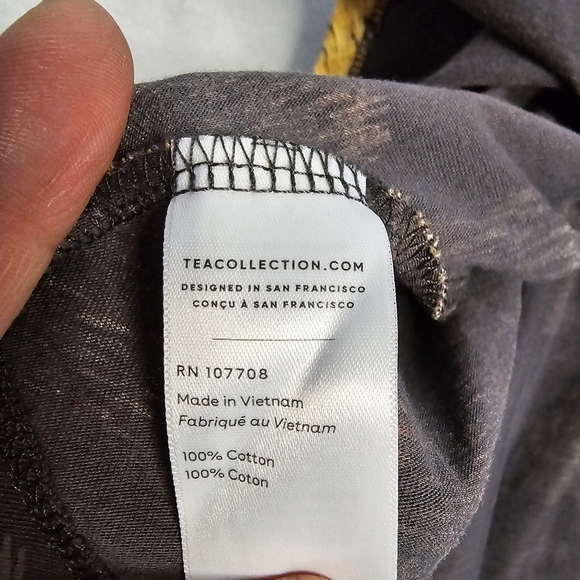 TEACOLLECTION.COM
DESIGNED IN SAN FRANCISCO
CONÇU À SAN FRANCISCO
RN 107708
Made in Vietnam
Fabriqué au Vietnam
100% Cotton
100% Coton